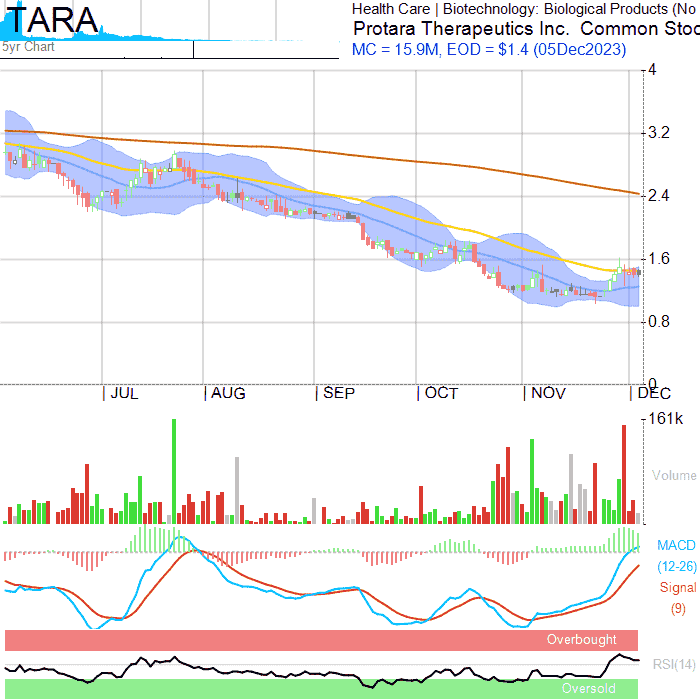 TARA
5yr Chart
Health Care | Biotechnology: Biological Products (No
Protara Therapeutics Inc. Common Stoc
MC = 15.9M, EOD = $1.4 (05Dec2023)
4
3.2
2.4
1.6
0.8
0
JUL AUG SEP OCT NOV DEC
161k
Volume
MACD
(12-26)
Signal
(9)
Overbought
RSI(14)
Oversold